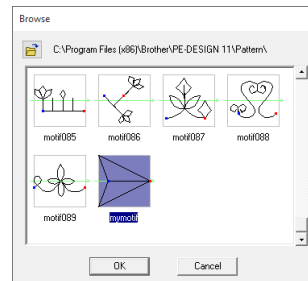 Browse
C:\Program Files (x86)\Brother\PE-DESIGN 11\Pattern\
motif085 motif086 motif087 motif088
motif089 mymotif
OK Cancel